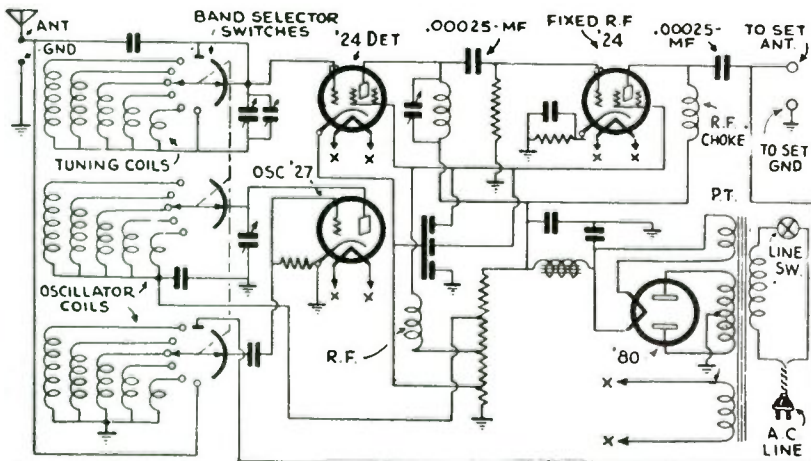 ANT
GND
BAND SELECTOR
SWITCHES
'24 DET
.00025-MF
FIXED R.F
'24
.00025-
MF
TO SET
ANT.
TUNING COILS
OSC '27
R.F.
CHOKE
TO SET
GND
X
X
X
X
P.T.
X
X
LINE
SW.
OSCILLATOR
COILS
R.F.
'80
X
X
A.C
LINE